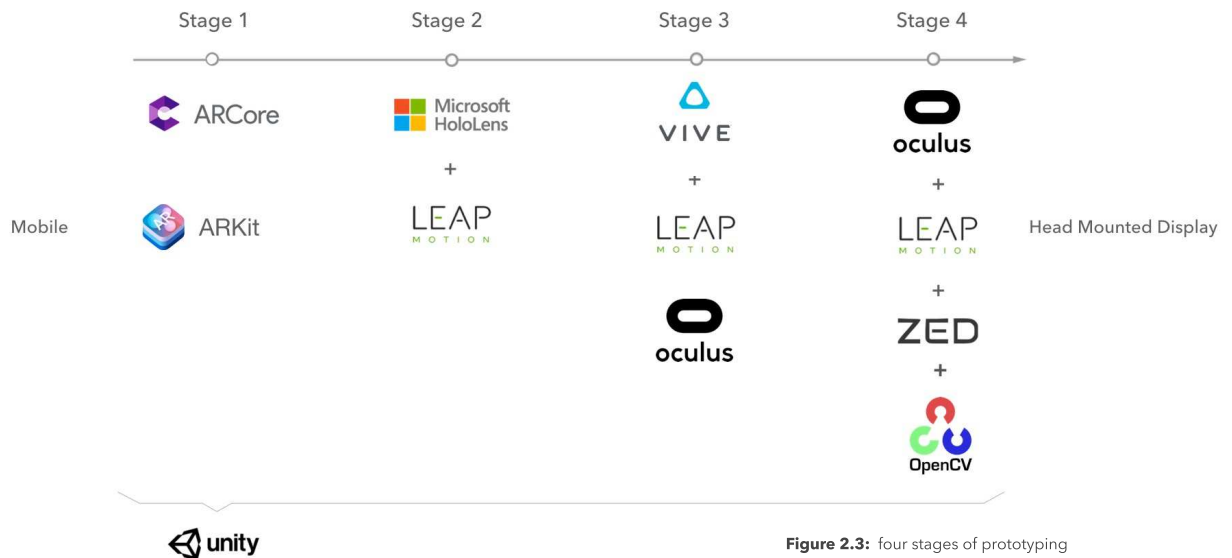 Stage 1
Stage 2
Stage 3
Stage 4
Mobile
ARCore
ARKit
Microsoft
HoloLens
+
LEAP
MOTION
VIVE
+
LEAP
MOTION
oculus
oculus
+
LEAP
MOTION
+
ZED
+
OpenCV
Head Mounted Display
unity
Figure 2.3: four stages of prototyping